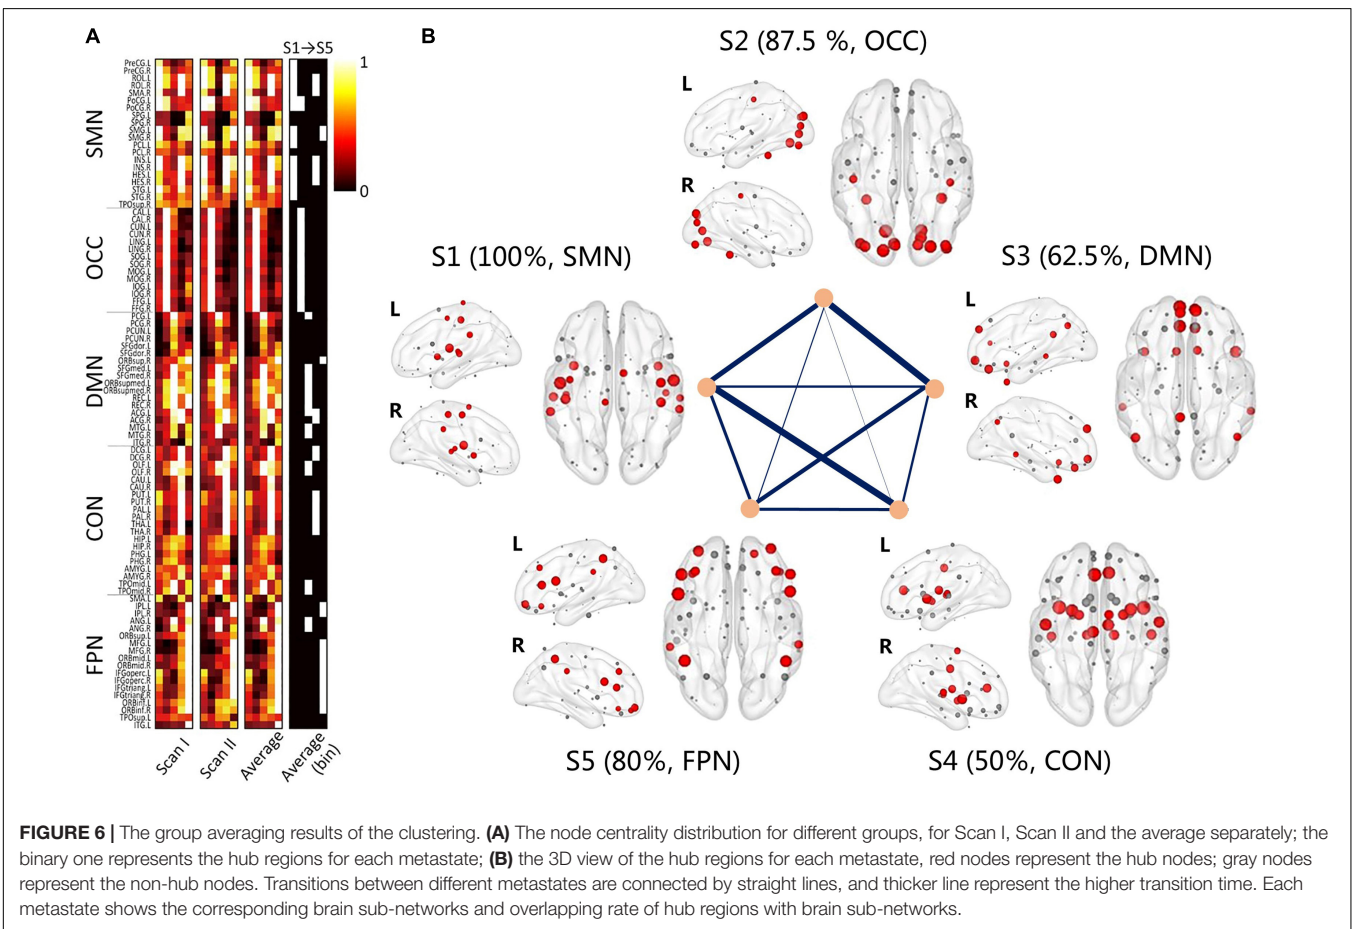 A
S1→S5
1
0
SMN
PreCG.L
PreCG.R
ROL.L
ROL.R
SMA.R
PoCG.L
PoCG.R
SPG.L
SPG.R
SMG.L
SMG.R
PCL.L
PCL.R
INS.L
INS.R
HES.L
HES.R
STG.L
STG.R
TPOsup.R
OCC
CAL.L
CAL.R
CUN.L
CUN.R
LING.L
LING.R
SOG.L
SOG.R
MOG.L
MOG.R
IOG.L
IOG.R
FFG.L
FFG.R
DMN
PCG.L
PCG.R
PCUN.L
PCUN.R
SFGdor.L
SFGdor.R
ORBsup.R
SFGmed.L
SFGmed.R
ORBsupmed.L
ORBsupmed.R
REC.L
REC.R
ACG.L
ACG.R
MTG.L
MTG.R
ITG.R
CON
DCG.L
DCG.R
OLF.L
OLF.R
CAU.L
CAU.R
PUT.L
PUT.R
PAL.L
PAL.R
THA.L
THA.R
HIP.L
HIP.R
PHG.L
PHG.R
AMYG.L
AMYG.R
TPOmid.L
TPOmid.R
FPN
SMA.L
IPL.L
IPL.R
ANG.L
ANG.R
ORBsup.L
MFG.L
MFG.R
ORBmid.L
ORBmid.R
IFGoperc.L
IFGoperc.R
IFGtriang.L
IFGtriang.R
ORBinf.L
ORBinf.R
TPOsup.L
ITG.L
Scan I
Scan II
Average
Average
(bin)
B
S2 (87.5 %, OCC)
L
R
S1 (100%, SMN)
L
R
S3 (62.5%, DMN)
L
R
L
R
S5 (80%, FPN)
L
R
S4 (50%, CON)
FIGURE 6 | The group averaging results of the clustering. (A) The node centrality distribution for different groups, for Scan I, Scan II and the average separately; the
binary one represents the hub regions for each metastate; (B) the 3D view of the hub regions for each metastate, red nodes represent the hub nodes; gray nodes
represent the non-hub nodes. Transitions between different metastates are connected by straight lines, and thicker line represent the higher transition time. Each
metastate shows the corresponding brain sub-networks and overlapping rate of hub regions with brain sub-networks.